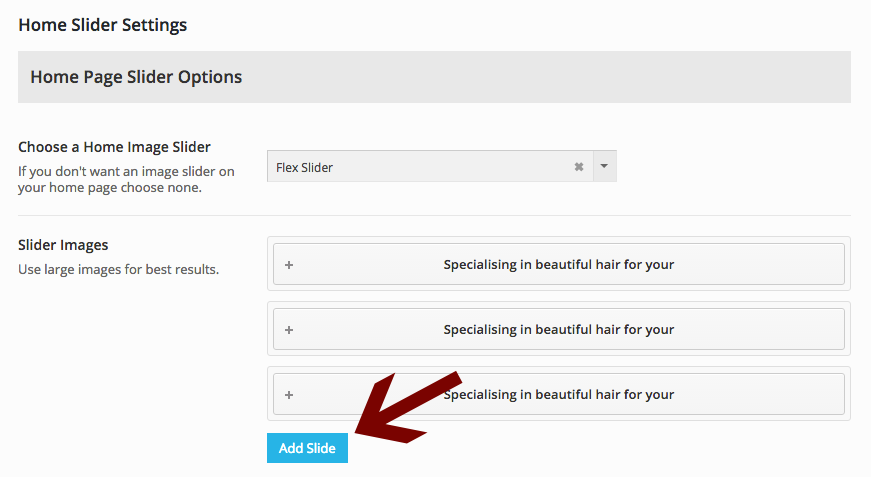 Home Slider Settings
Home Page Slider Options
Choose a Home Image Slider
If you don't want an image slider on
your home page choose none.
Flex Slider
Slider Images
Use large images for best results.
Specialising in beautiful hair for your
Specialising in beautiful hair for your
Specialising in beautiful hair for your
Add Slide